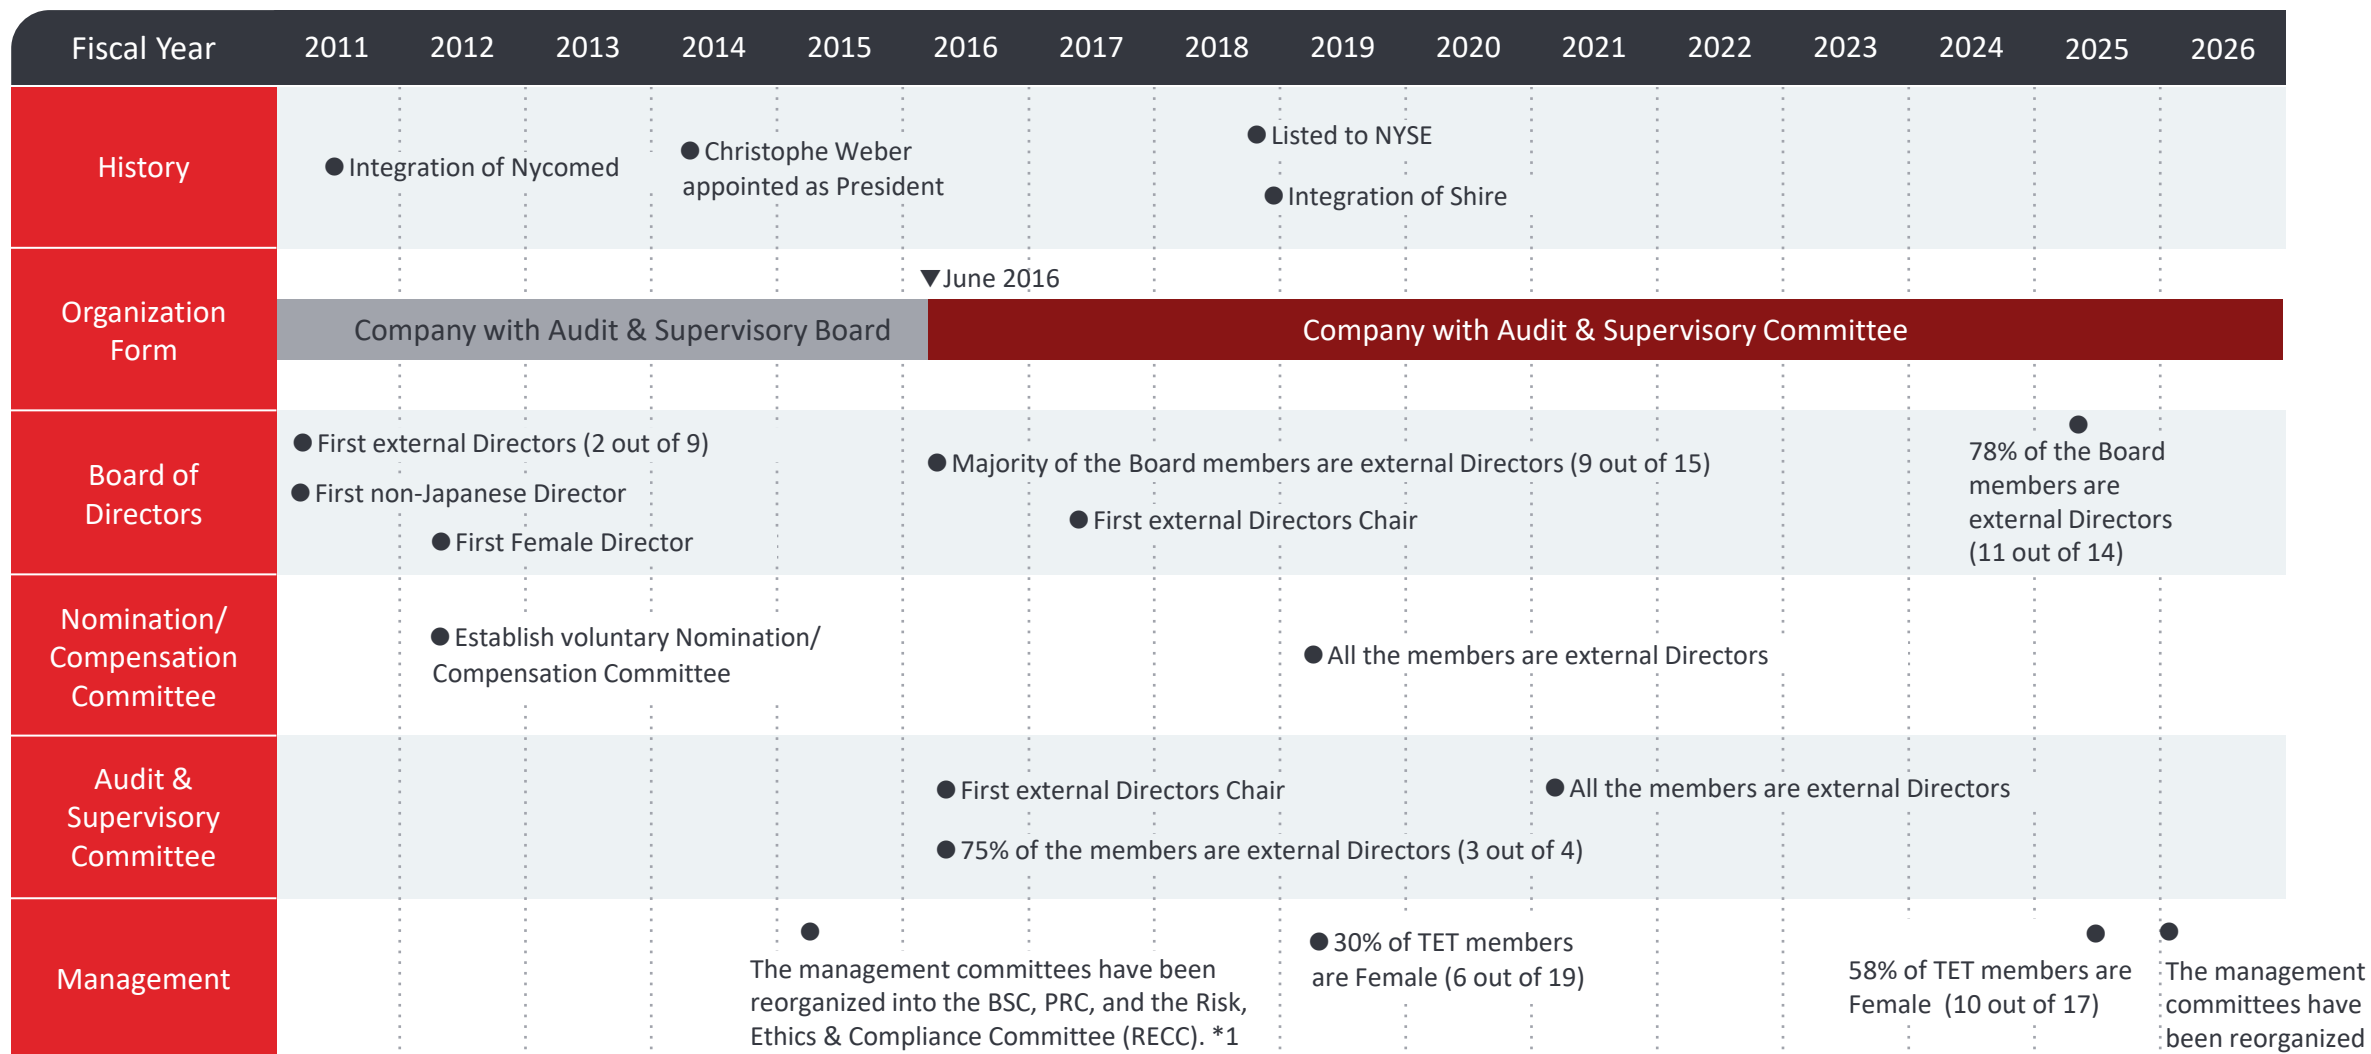 Fiscal Year 2011 2012 2013 2014 2015 2016 2017 2018 2019 2020 2021 2022 2023 2024 2025 2026
History
● Integration of Nycomed
● Christophe Weber
appointed as President
● Listed to NYSE
● Integration of Shire
Organization
Form
▼June 2016
Company with Audit & Supervisory Board
Company with Audit & Supervisory Committee
Board of
Directors
● First external Directors (2 out of 9)
● First non-Japanese Director
● First Female Director
● Majority of the Board members are external Directors (9 out of 15)
● First external Directors Chair
●
78% of the Board
members are
external Directors
(11 out of 14)
Nomination/
Compensation
Committee
● Establish voluntary Nomination/
Compensation Committee
● All the members are external Directors
Audit &
Supervisory
Committee
● First external Directors Chair
● 75% of the members are external Directors (3 out of 4)
● All the members are external Directors
Management
●
The management committees have been
reorganized into the BSC, PRC, and the Risk,
Ethics & Compliance Committee (RECC). *1
● 30% of TET members
are Female (6 out of 19)
●
58% of TET members are
Female (10 out of 17)
●
The management
committees have
been reorganized